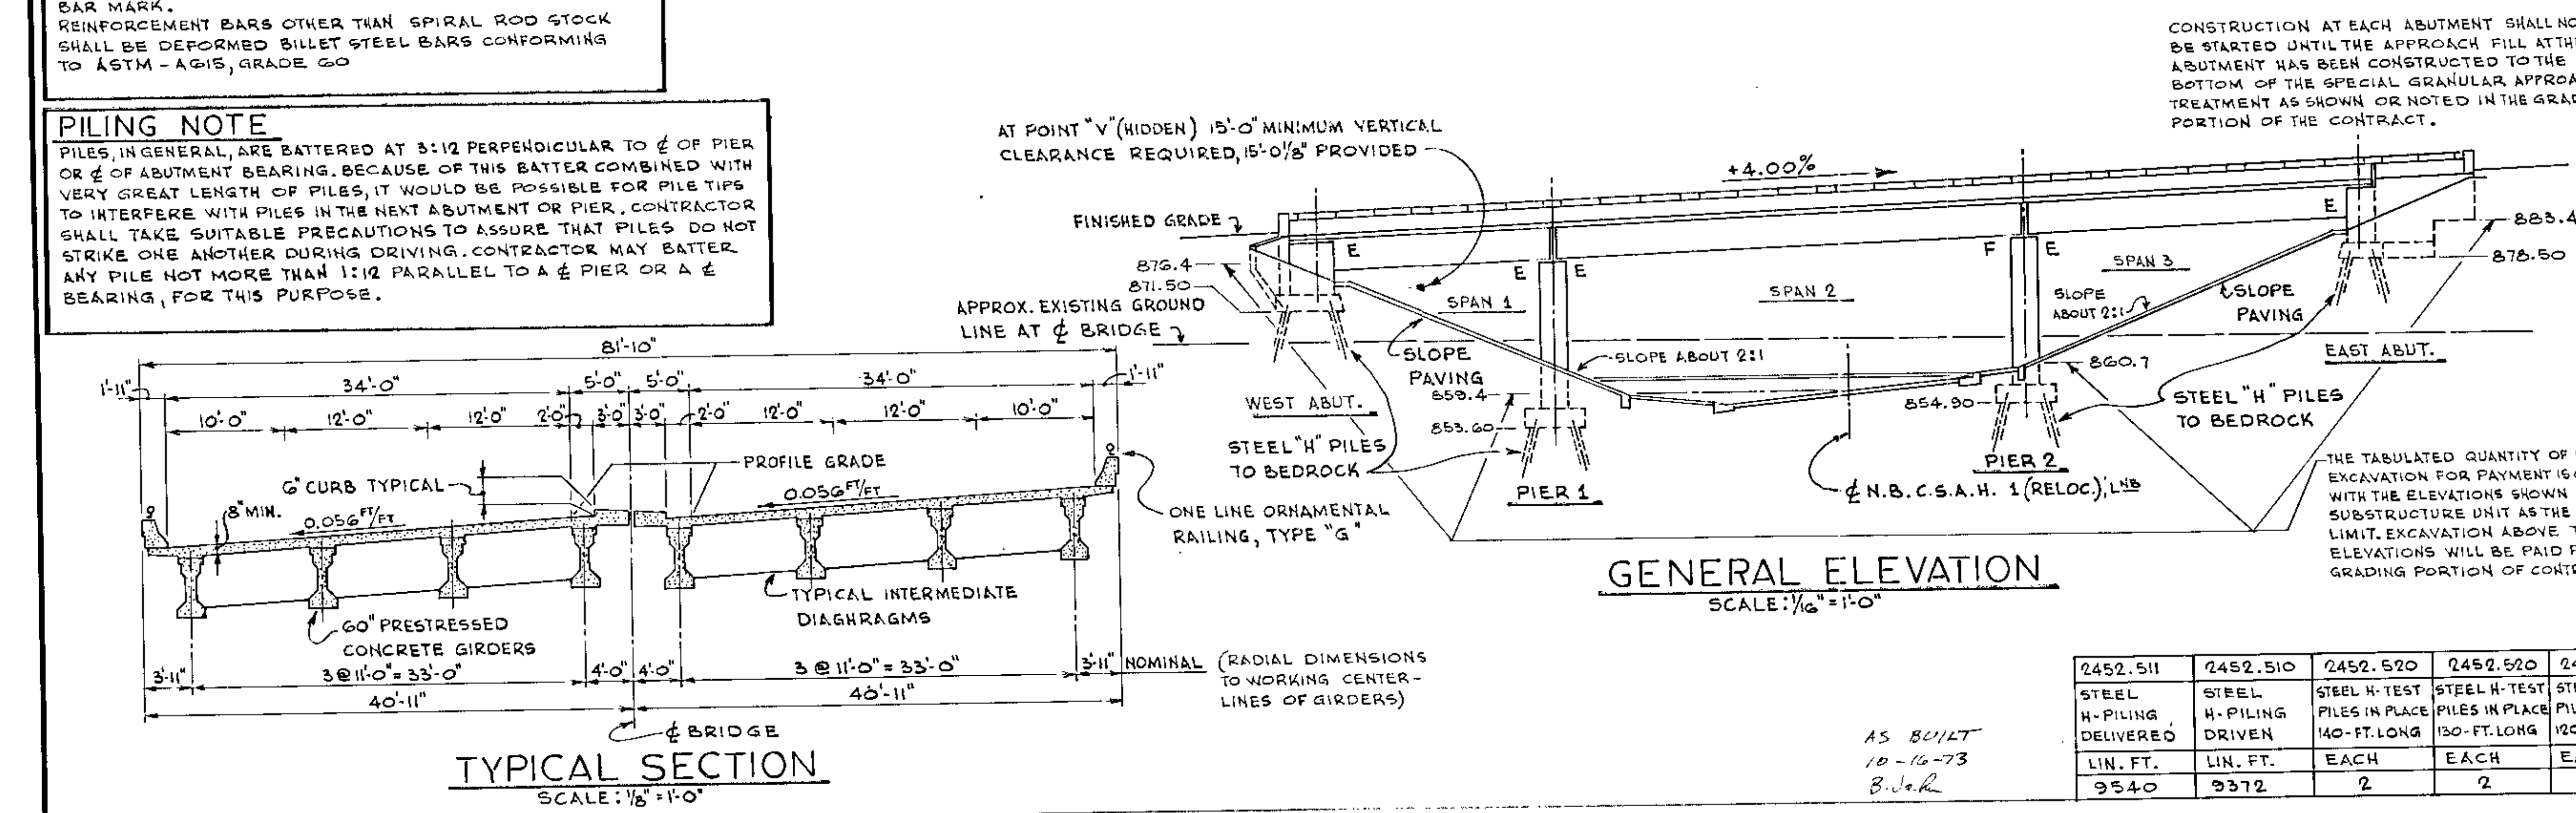 BAR MARK.
REINFORCEMENT BARS OTHER THAN SPIRAL ROD STOCK
SHALL BE DEFORMED BILLET STEEL BARS CONFORMING
TO ASTM - A615, GRADE 60
PILING NOTE
PILES, IN GENERAL, ARE BATTERED AT 3:12 PERPENDICULAR TO ℄ OF PIER
OR ℄ OF ABUTMENT BEARING. BECAUSE OF THIS BATTER COMBINED WITH
VERY GREAT LENGTH OF PILES, IT WOULD BE POSSIBLE FOR PILE TIPS
TO INTERFERE WITH PILES IN THE NEXT ABUTMENT OR PIER. CONTRACTOR
SHALL TAKE SUITABLE PRECAUTIONS TO ASSURE THAT PILES DO NOT
STRIKE ONE ANOTHER DURING DRIVING. CONTRACTOR MAY BATTER
ANY PILE NOT MORE THAN 1:12 PARALLEL TO A ℄ PIER OR A ℄
BEARING, FOR THIS PURPOSE.
81'-10"
1'-11" 34'-0" 5'-0" 5'-0" 34'-0" 1'-11"
10'-0" 12'-0" 12'-0" 2'-0" 3'-0" 3'-0" 2'-0" 12'-0" 12'-0" 10'-0"
PROFILE GRADE
6" CURB TYPICAL
8" MIN.
0.056 FT/FT
0.056 FT/FT
ONE LINE ORNAMENTAL
RAILING, TYPE "G"
TYPICAL INTERMEDIATE
DIAGHRAGMS
60" PRESTRESSED
CONCRETE GIRDERS
3'-11" 3@11'-0"=33'-0" 4'-0" 4'-0" 3@11'-0"=33'-0" 3'-11" NOMINAL (RADIAL DIMENSIONS
TO WORKING CENTER-
LINES OF GIRDERS)
40'-11" 40'-11"
℄ BRIDGE
TYPICAL SECTION
SCALE: 1/8" = 1'-0"
AT POINT "V" (HIDDEN) 15'-0" MINIMUM VERTICAL
CLEARANCE REQUIRED, 15'-0 1/8" PROVIDED
+4.00%
FINISHED GRADE
876.4
871.50
APPROX. EXISTING GROUND
LINE AT ℄ BRIDGE
E
E E
F E
E
SPAN 1
SPAN 2
SPAN 3
SLOPE
ABOUT 2:1
SLOPE
PAVING
883.4
878.50
SLOPE
PAVING
SLOPE ABOUT 2:1
860.7
EAST ABUT.
WEST ABUT.
859.4
853.60
854.90
STEEL "H" PILES
TO BEDROCK
STEEL "H" PILES
TO BEDROCK
PIER 1
PIER 2
℄ N.B. C.S.A.H. 1 (RELOC.), LNB
GENERAL ELEVATION
SCALE: 1/16" = 1'-0"
CONSTRUCTION AT EACH ABUTMENT SHALL NO
BE STARTED UNTIL THE APPROACH FILL AT TH
ABUTMENT HAS BEEN CONSTRUCTED TO THE
BOTTOM OF THE SPECIAL GRANULAR APPROA
TREATMENT AS SHOWN OR NOTED IN THE GRA
PORTION OF THE CONTRACT.
THE TABULATED QUANTITY OF
EXCAVATION FOR PAYMENT IS
WITH THE ELEVATIONS SHOWN
SUBSTRUCTURE UNIT AS THE
LIMIT. EXCAVATION ABOVE T
ELEVATIONS WILL BE PAID F
GRADING PORTION OF CONT
AS BUILT
10-16-73
2452.511 2452.510 2452.520 2452.520 2
STEEL STEEL STEEL H-TEST STEEL H-TEST ST
H-PILING H-PILING PILES IN PLACE PILES IN PLACE PIL
DELIVERED DRIVEN 140-FT. LONG 130-FT. LONG 120
LIN. FT. LIN. FT. EACH EACH E
9540 9372 2 2